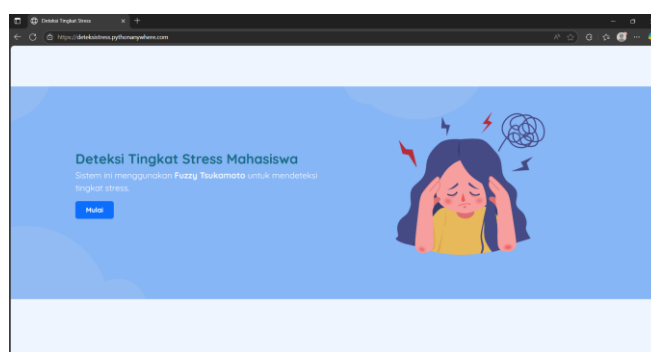 Deteksi Tingkat Stress
https://deteksistress.pythonanywhere.com
Deteksi Tingkat Stress Mahasiswa
Sistem ini menggunakan Fuzzy Tsukamoto untuk mendeteksi
tingkat stress.
Mulai